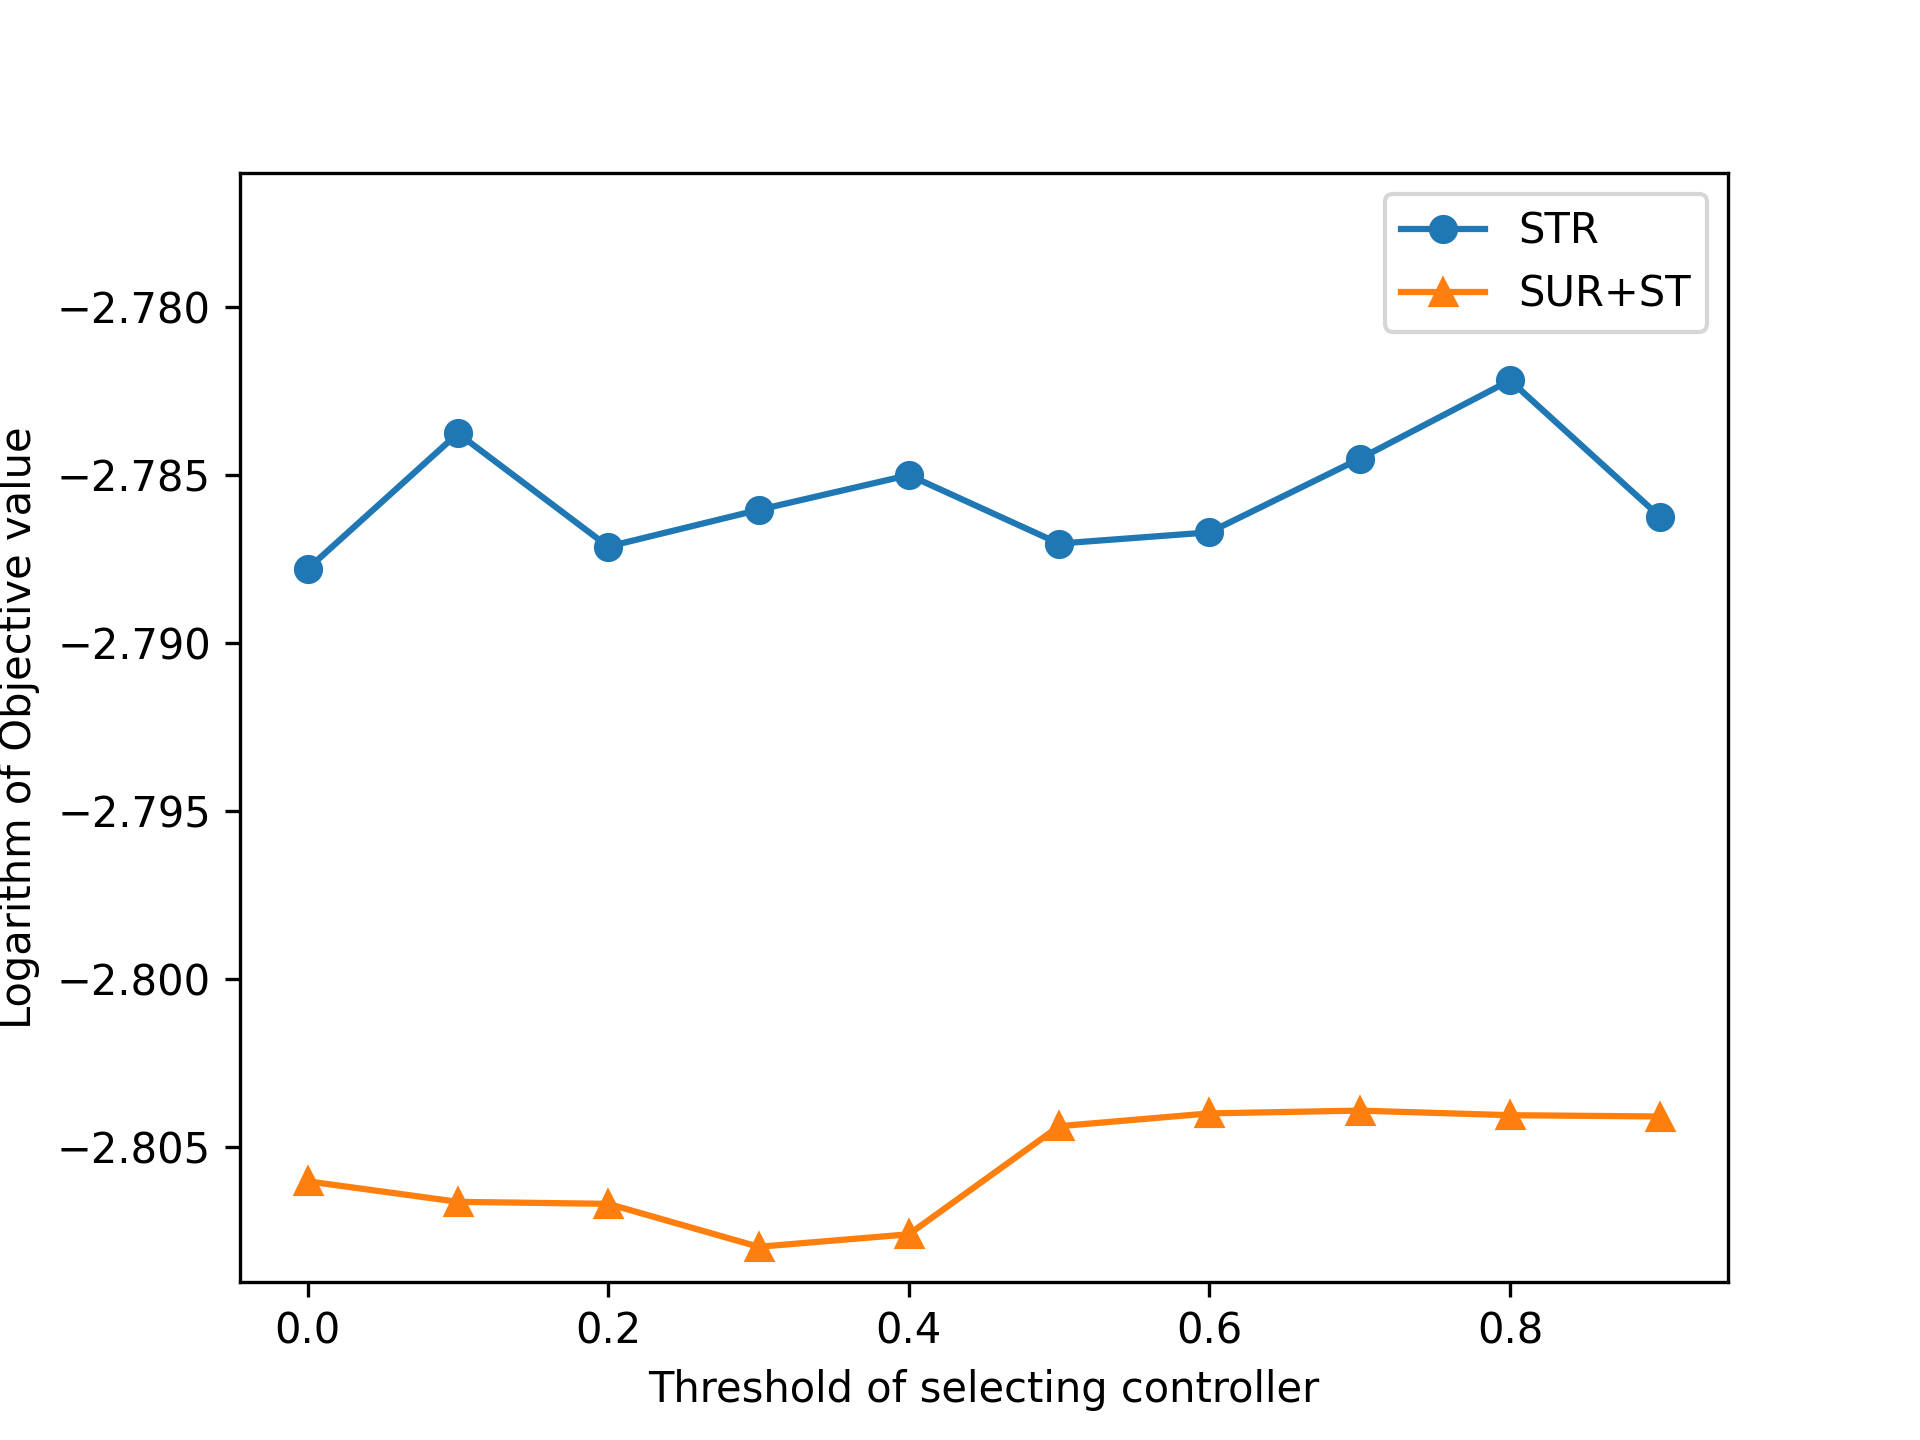 STR
SUR+ST
−2.780
−2.785
−2.790
−2.795
−2.800
−2.805
Logarithm of Objective value
0.0 0.2 0.4 0.6 0.8
Threshold of selecting controller